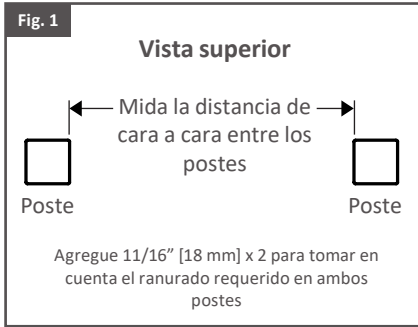 Fig. 1
Vista superior
Mida la distancia de
cara a cara entre los
postes
Poste
Poste
Agregue 11/16” [18 mm] x 2 para tomar en
cuenta el ranurado requerido en ambos
postes